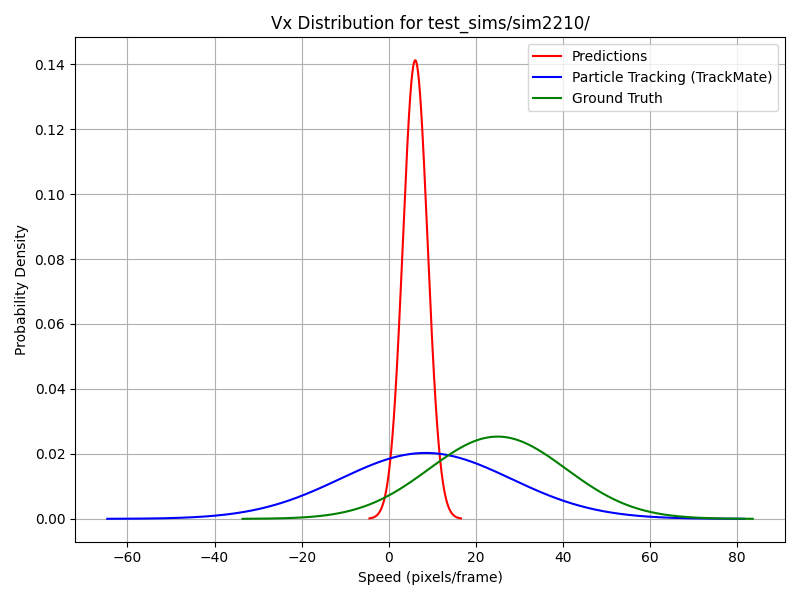 Vx Distribution for test_sims/sim2210/
Predictions
Particle Tracking (TrackMate)
Ground Truth
Probability Density
0.14
0.12
0.10
0.08
0.06
0.04
0.02
0.00
−60 −40 −20 0 20 40 60 80
Speed (pixels/frame)